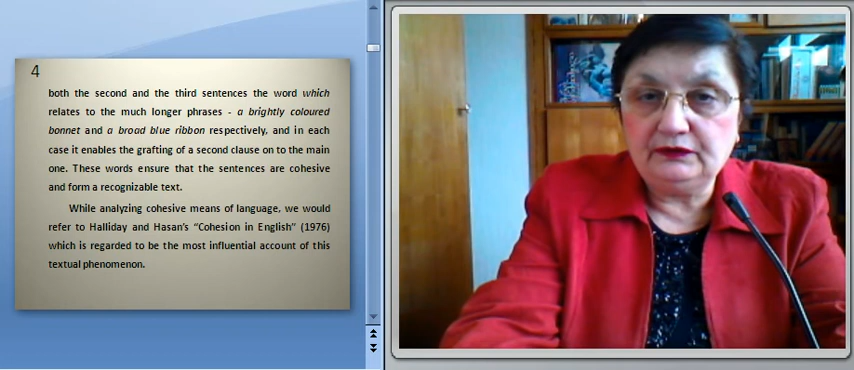 4
both the second and the third sentences the word which
relates to the much longer phrases - a brightly coloured
bonnet and a broad blue ribbon respectively, and in each
case it enables the grafting of a second clause on to the main
one. These words ensure that the sentences are cohesive
and form a recognizable text.
While analyzing cohesive means of language, we would
refer to Halliday and Hasan's “Cohesion in English” (1976)
which is regarded to be the most influential account of this
textual phenomenon.